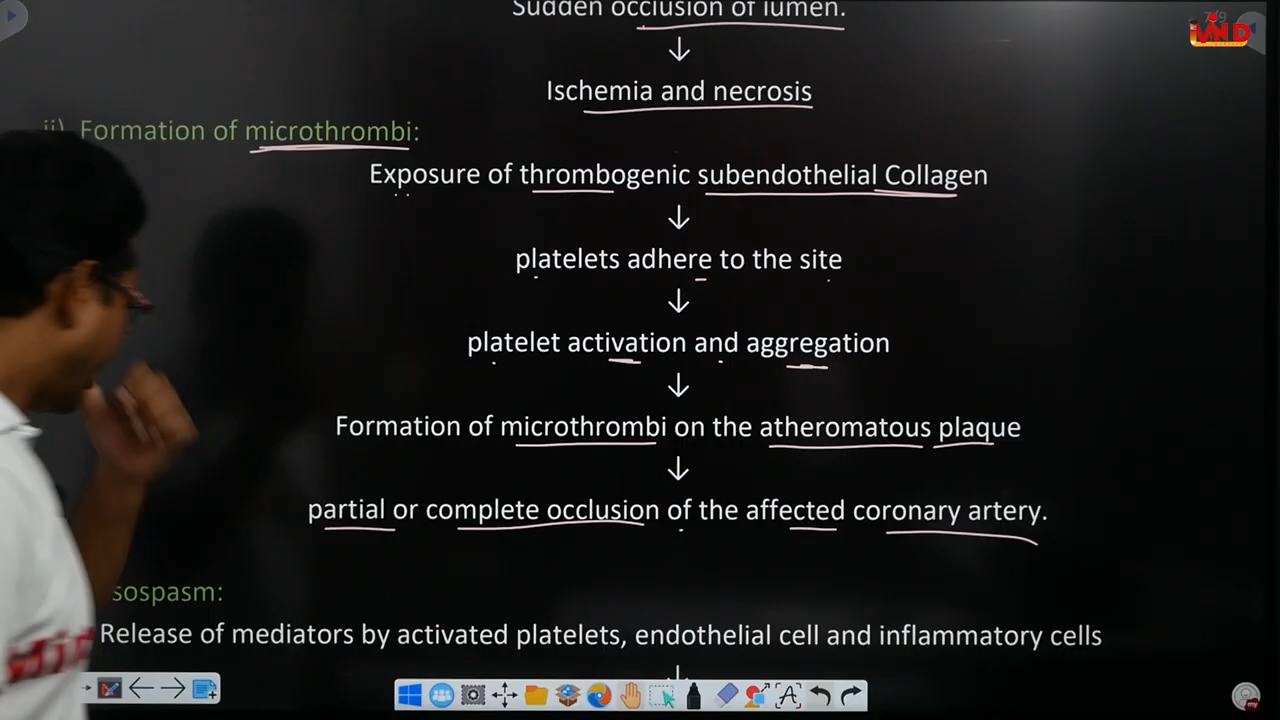 Sudden occlusion of lumen.
↓
Ischemia and necrosis
ii) Formation of microthrombi:
Exposure of thrombogenic subendothelial Collagen
↓
platelets adhere to the site
↓
platelet activation and aggregation
↓
Formation of microthrombi on the atheromatous plaque
↓
partial or complete occlusion of the affected coronary artery.
sospasm:
Release of mediators by activated platelets, endothelial cell and inflammatory cells
↓